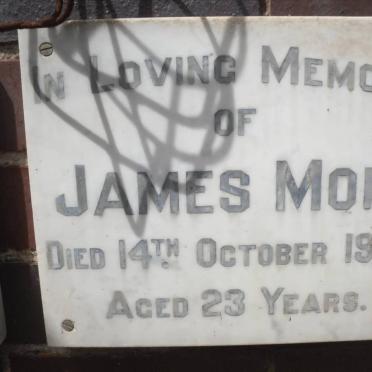 IN LOVING MEMO
OF
JAMES MO
DIED 14TH OCTOBER 19
AGED 23 YEARS.